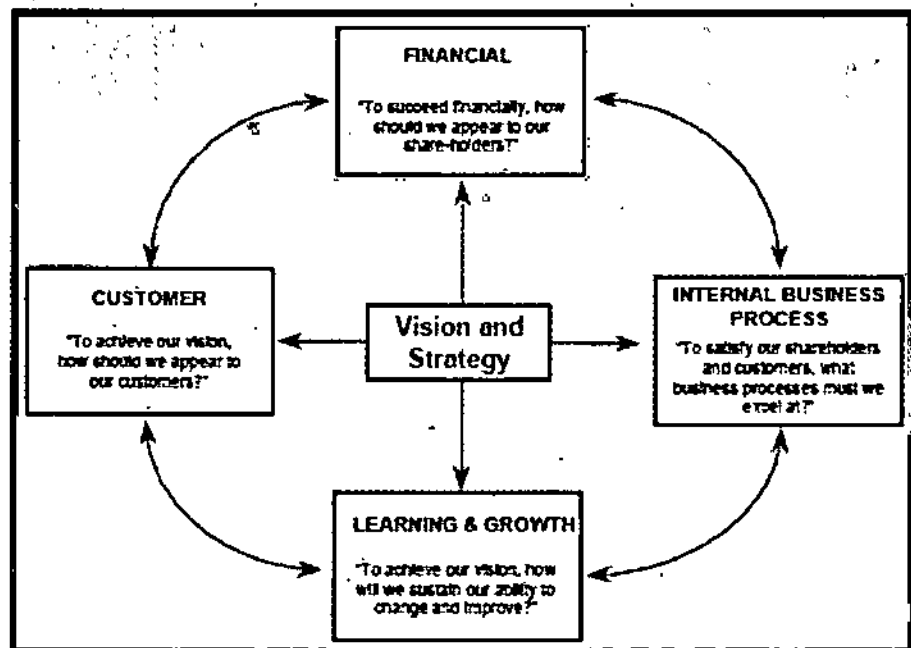 FINANCIAL
"To succeed financially, how
should we appear to our
share-holders?"
CUSTOMER
"To achieve our vision,
how should we appear to
our customers?"
Vision and
Strategy
INTERNAL BUSINESS
PROCESS
"To satisfy our shareholders
and customers, what
business processes must we
excel at?"
LEARNING & GROWTH
"To achieve our vision, how
will we sustain our ability to
change and improve?"